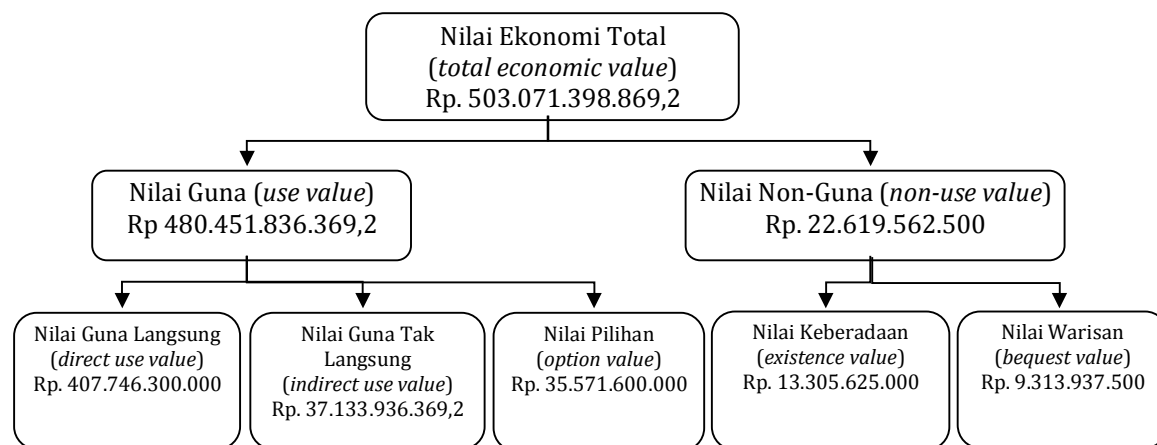 Nilai Ekonomi Total
(total economic value)
Rp. 503.071.398.869,2
Nilai Guna (use value)
Rp 480.451.836.369,2
Nilai Non-Guna (non-use value)
Rp. 22.619.562.500
Nilai Guna Langsung
(direct use value)
Rp. 407.746.300.000
Nilai Guna Tak
Langsung
(indirect use value)
Rp. 37.133.936.369,2
Nilai Pilihan
(option value)
Rp. 35.571.600.000
Nilai Keberadaan
(existence value)
Rp. 13.305.625.000
Nilai Warisan
(bequest value)
Rp. 9.313.937.500